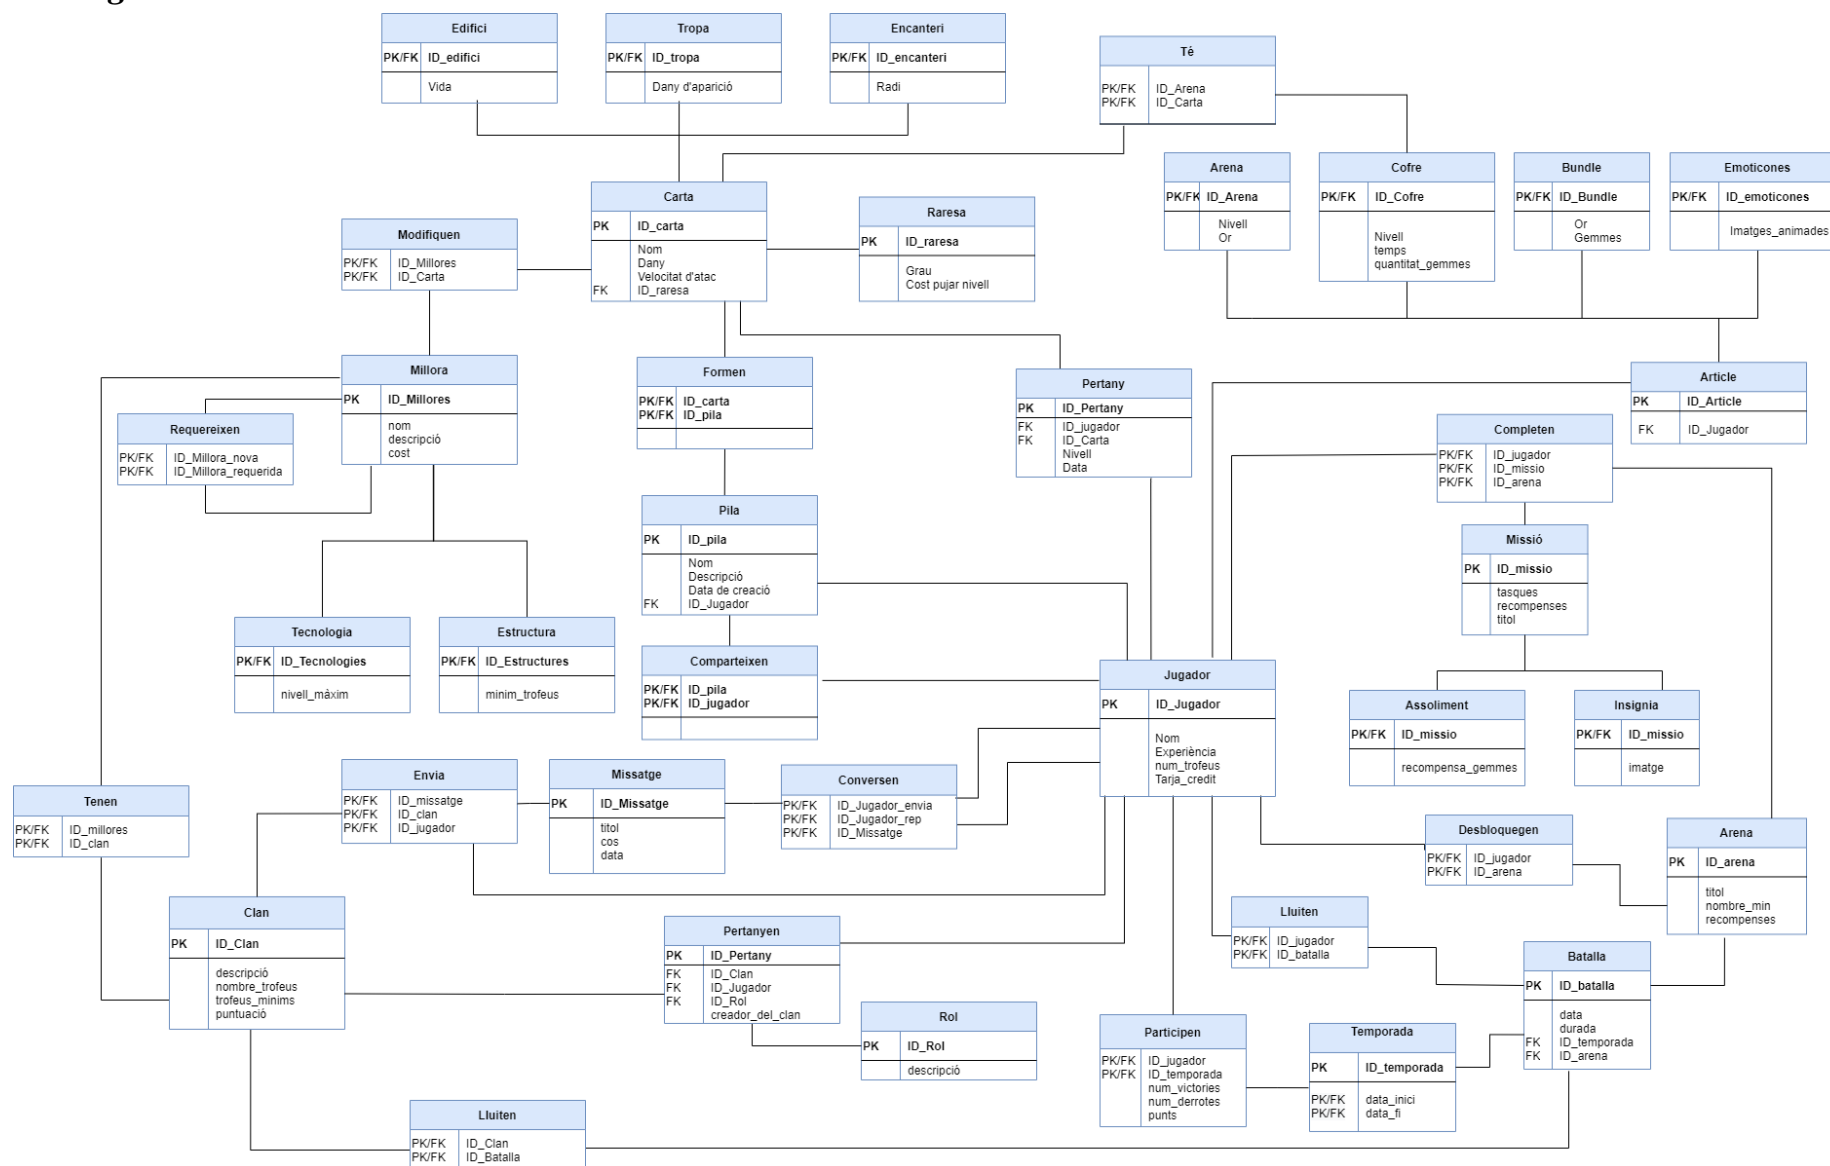 Edifici
PK/FK ID_edifici
Vida
Tropa
PK/FK ID_tropa
Dany d'aparició
Encanteri
PK/FK ID_encanteri
Radi
Té
PK/FK ID_Arena
PK/FK ID_Carta
Arena
PK/FK ID_Arena
Nivell
Or
Cofre
PK/FK ID_Cofre
Nivell
temps
quantitat_gemmes
Bundle
PK/FK ID_Bundle
Or
Gemmes
Emoticones
PK/FK ID_emoticones
Imatges_animades
Carta
PK ID_carta
Nom
Dany
Velocitat d'atac
FK ID_raresa
Raresa
PK ID_raresa
Grau
Cost pujar nivell
Modifiquen
PK/FK ID_Millores
PK/FK ID_Carta
Millora
PK ID_Millores
nom
descripció
cost
Formen
PK/FK ID_carta
PK/FK ID_pila
Pertany
PK ID_Pertany
FK ID_jugador
FK ID_Carta
Nivell
Data
Article
PK ID_Article
FK ID_Jugador
Requereixen
PK/FK ID_Millora_nova
PK/FK ID_Millora_requerida
Completen
PK/FK ID_jugador
PK/FK ID_missio
PK/FK ID_arena
Pila
PK ID_pila
Nom
Descripció
Data de creació
FK ID_Jugador
Missió
PK ID_missio
tasques
recompenses
titol
Tecnologia
PK/FK ID_Tecnologies
nivell_màxim
Estructura
PK/FK ID_Estructures
minim_trofeus
Comparteixen
PK/FK ID_pila
PK/FK ID_jugador
Jugador
PK ID_Jugador
Nom
Experiència
num_trofeus
Tarja_credit
Assoliment
PK/FK ID_missio
recompensa_gemmes
Insignia
PK/FK ID_missio
imatge
Tenen
PK/FK ID_millores
PK/FK ID_clan
Envia
PK/FK ID_missatge
PK/FK ID_clan
PK/FK ID_jugador
Missatge
PK ID_Missatge
titol
cos
data
Conversen
PK/FK ID_Jugador_envia
PK/FK ID_Jugador_rep
PK/FK ID_Missatge
Desbloquegen
PK/FK ID_jugador
PK/FK ID_arena
Arena
PK ID_arena
titol
nombre_min
recompenses
Clan
PK ID_Clan
descripció
nombre_trofeus
trofeus_minims
puntuació
Pertanyen
PK ID_Pertany
FK ID_Clan
FK ID_Jugador
FK ID_Rol
creador_del_clan
Lluiten
PK/FK ID_jugador
PK/FK ID_batalla
Batalla
PK ID_batalla
data
durada
FK ID_temporada
FK ID_arena
Rol
PK ID_Rol
descripció
Participen
PK/FK ID_jugador
PK/FK ID_temporada
num_victories
num_derrotes
punts
Temporada
PK ID_temporada
PK/FK data_inici
PK/FK data_fi
Lluiten
PK/FK ID_Clan
PK/FK ID_Batalla